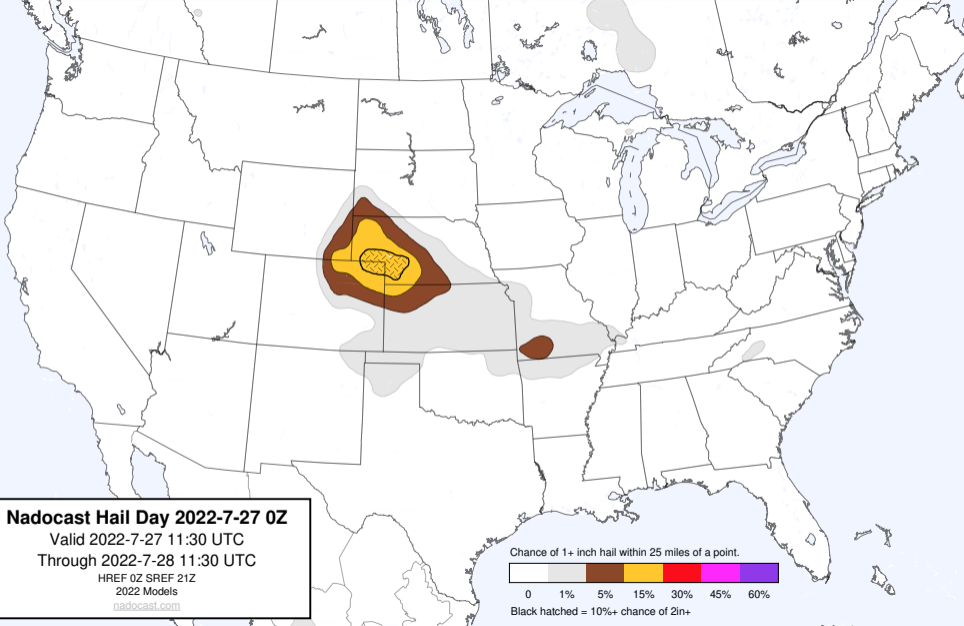 Nadocast Hail Day 2022-7-27 0Z
Valid 2022-7-27 11:30 UTC
Through 2022-7-28 11:30 UTC
HREF 0Z SREF 21Z
2022 Models
nadocast.com
Chance of 1+ inch hail within 25 miles of a point.
0 1% 5% 15% 30% 45% 60%
Black hatched = 10%+ chance of 2in+